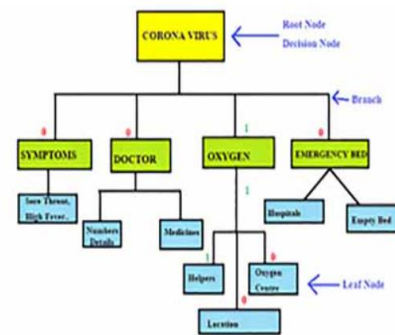 CORONA VIRUS
Root Node
Decision Node
Branch
0
0
1
0
SYMPTOMS
DOCTOR
OXYGEN
EMERGENCY BED
1
Sore Throat,
High Fever..
Numbers
Details
Medicines
Hospitals
Empty Bed
1
0
Helpers
Oxygen
Centre
Leaf Node
0
Location